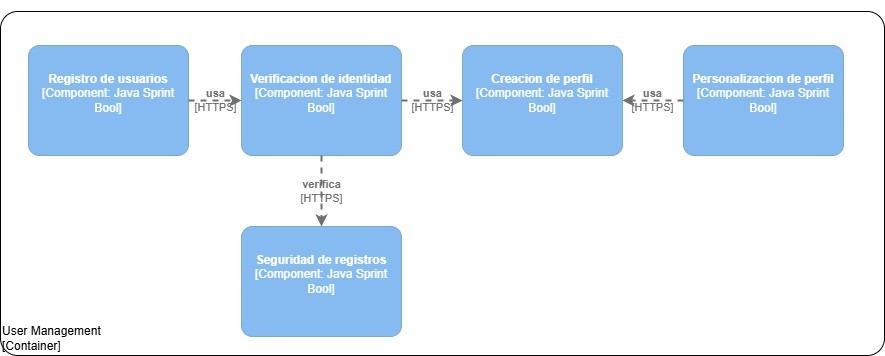 Registro de usuarios
[Component: Java Sprint
Bool]
usa
[HTTPS]
Verificacion de identidad
[Component: Java Sprint
Bool]
usa
[HTTPS]
Creacion de perfil
[Component: Java Sprint
Bool]
usa
[HTTPS]
Personalizacion de perfil
[Component: Java Sprint
Bool]
verifica
[HTTPS]
Seguridad de registros
[Component: Java Sprint
Bool]
User Management
[Container]